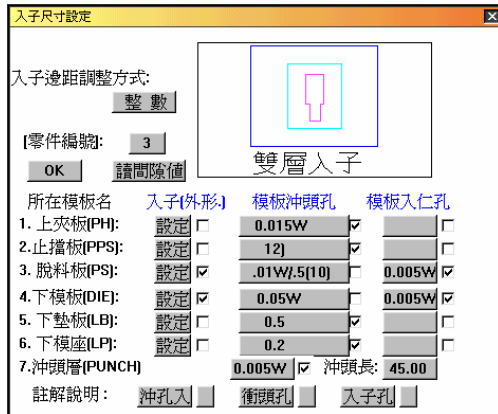 入子尺寸設定
入子邊距調整方式:
整 數
[零件編號]: 3
OK 讀間隙値
雙層入子
所在模板名 入子(外形.) 模板沖頭孔 模板入仁孔
1. 上夾板(PH): 設定 0.015W
2.止擋板(PPS): 設定 12)
3. 脫料板(PS): 設定 .01W/.5(10) 0.005W
4.下模板(DIE): 設定 0.05W 0.005W
5. 下墊板(LB): 設定 0.5
6. 下模座(LP): 設定 0.2
7.沖頭層(PUNCH) 0.005W 沖頭長: 45.00
註解說明: 沖孔入 衝頭孔 入子孔